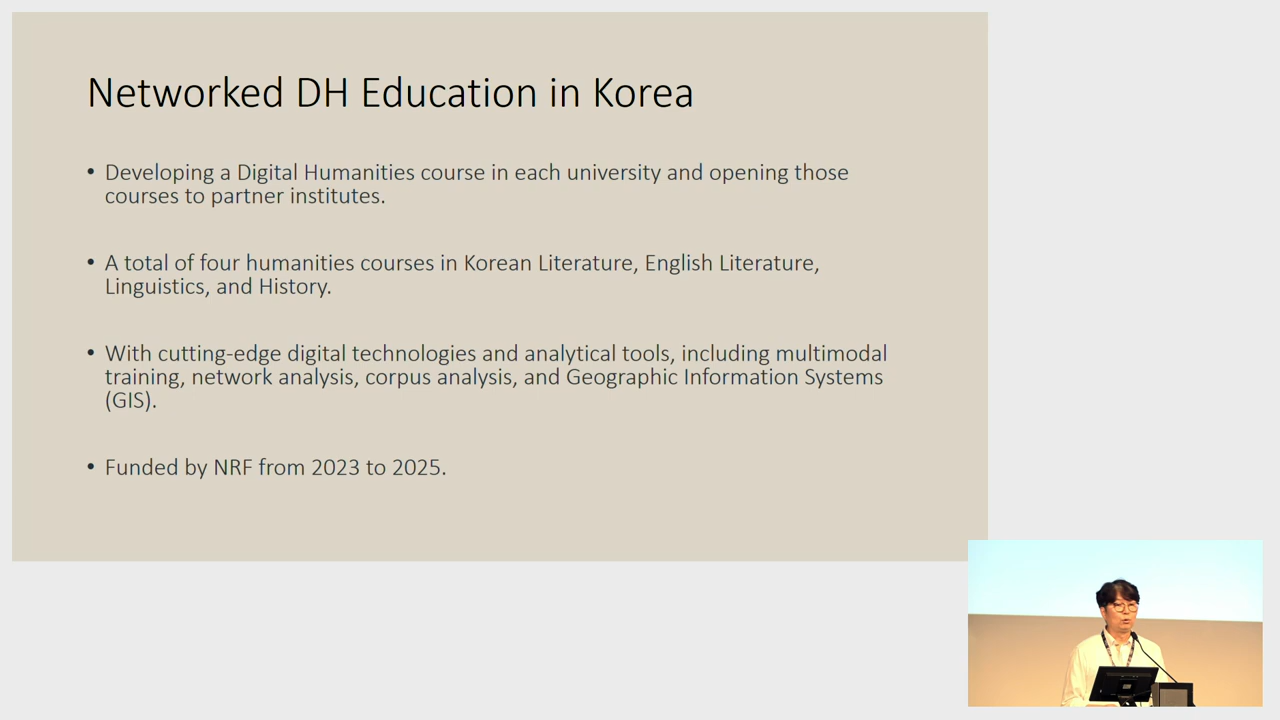 Networked DH Education in Korea
• Developing a Digital Humanities course in each university and opening those
courses to partner institutes.
• A total of four humanities courses in Korean Literature, English Literature,
Linguistics, and History.
• With cutting-edge digital technologies and analytical tools, including multimodal
training, network analysis, corpus analysis, and Geographic Information Systems
(GIS).
• Funded by NRF from 2023 to 2025.